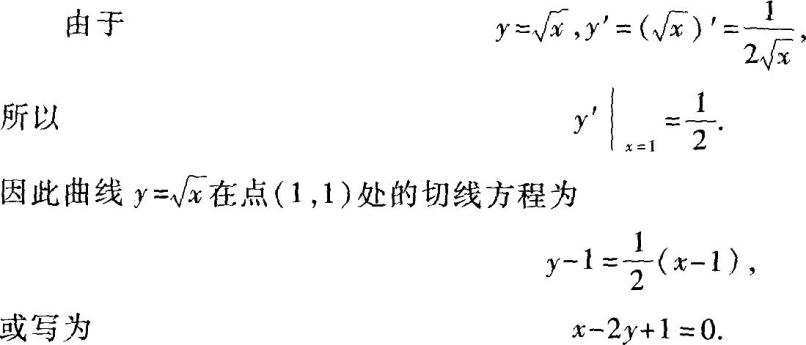 由于 y=√x,y′=(√x)′=1/(2√x),
所以 y′|ₓ₌₁=1/2.
因此曲线 y=√x在点(1,1)处的切线方程为
y-1=1/2(x-1),
或写为 x-2y+1=0.